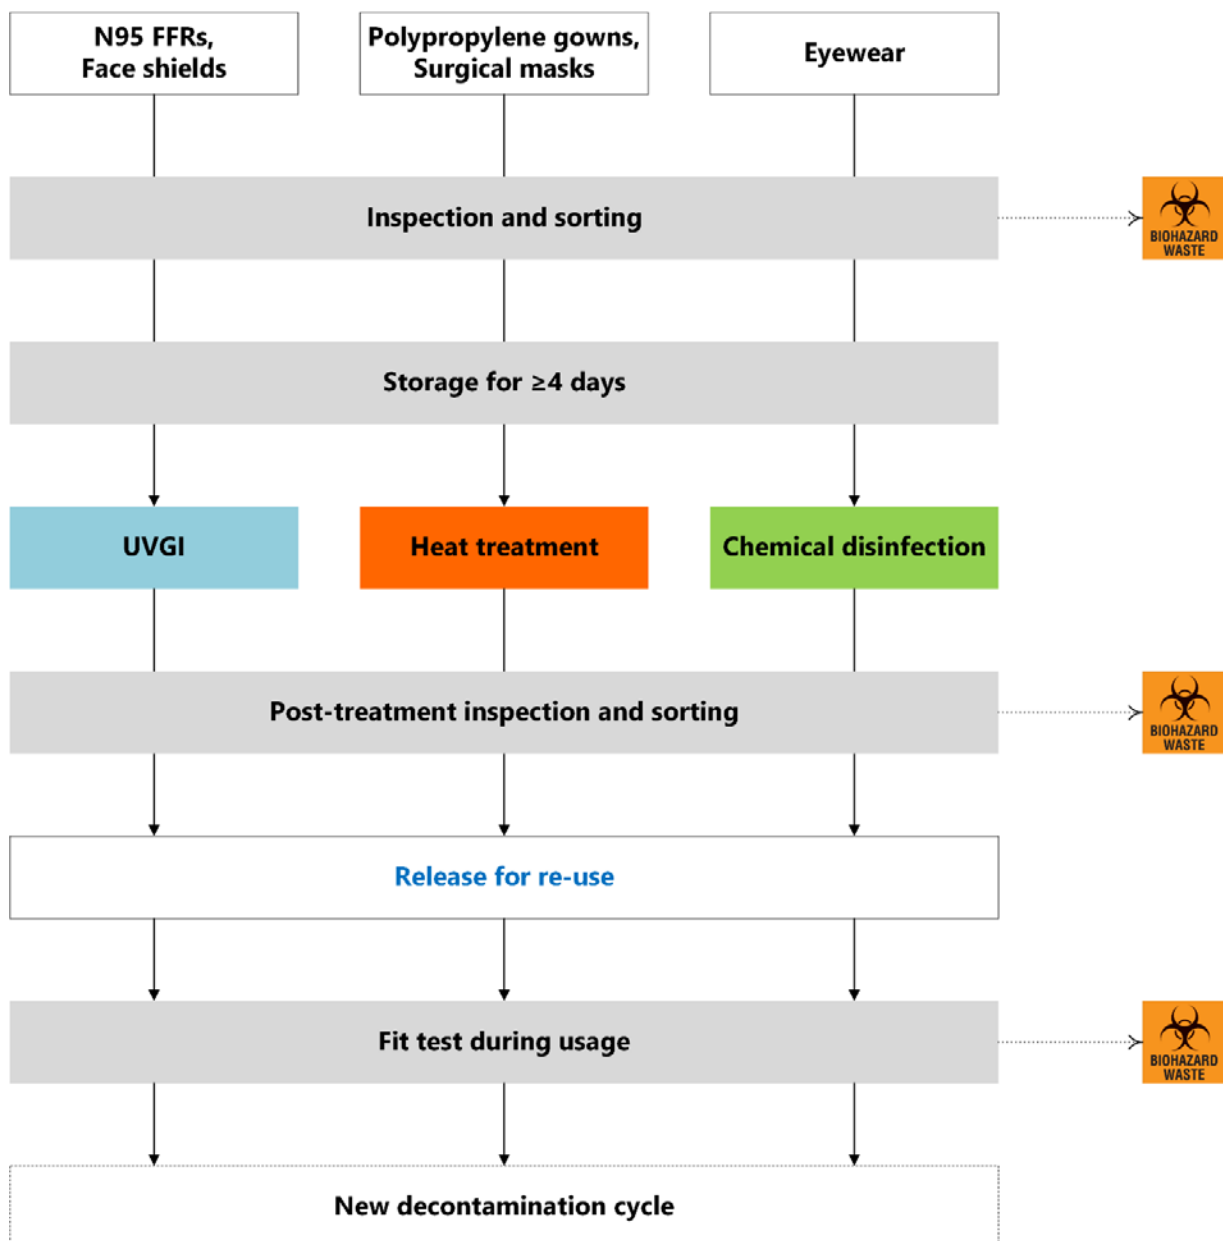 N95 FFRs,
Face shields
Polypropylene gowns,
Surgical masks
Eyewear
Inspection and sorting
BIOHAZARD
WASTE
Storage for ≥4 days
UVGI
Heat treatment
Chemical disinfection
Post-treatment inspection and sorting
BIOHAZARD
WASTE
Release for re-use
Fit test during usage
BIOHAZARD
WASTE
New decontamination cycle